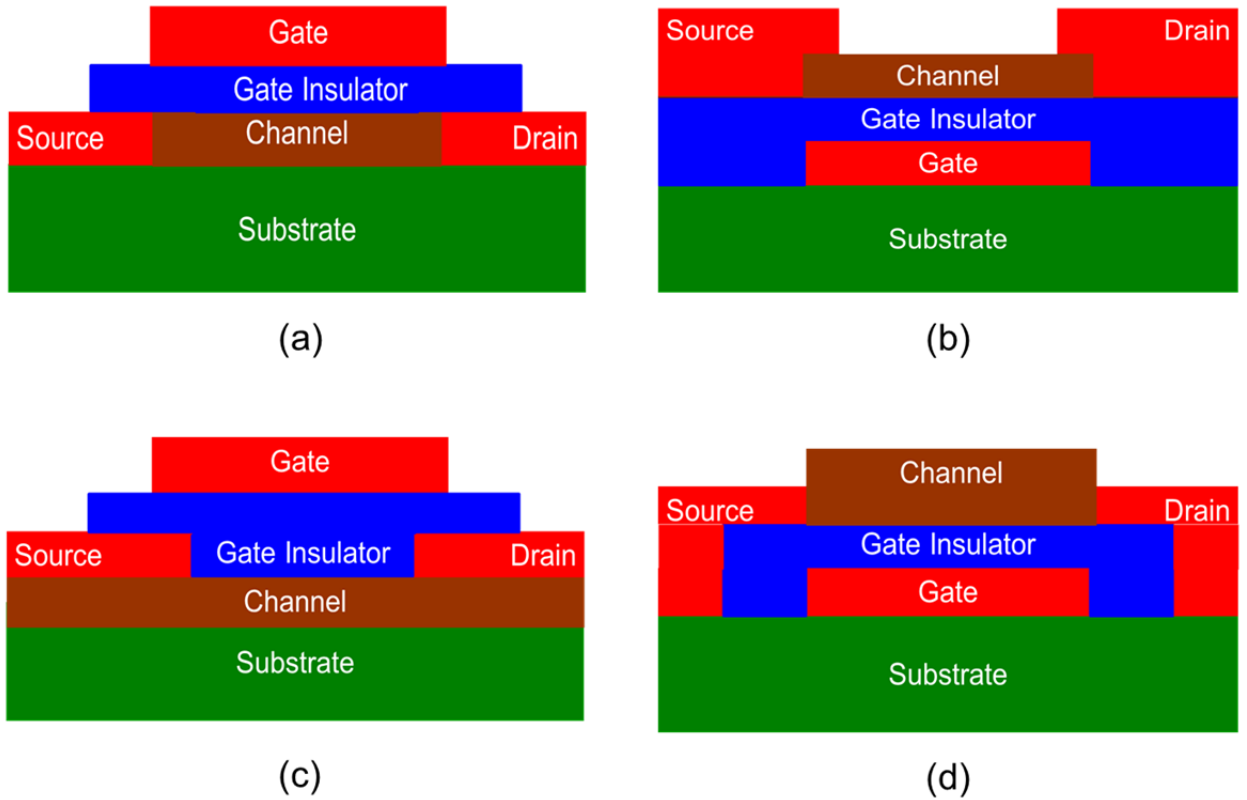 Gate
Gate Insulator
Source Channel Drain
Substrate
(a)
Source Drain
Channel
Gate Insulator
Gate
Substrate
(b)
Gate
Source Gate Insulator Drain
Channel
Substrate
(c)
Channel
Source Drain
Gate Insulator
Gate
Substrate
(d)